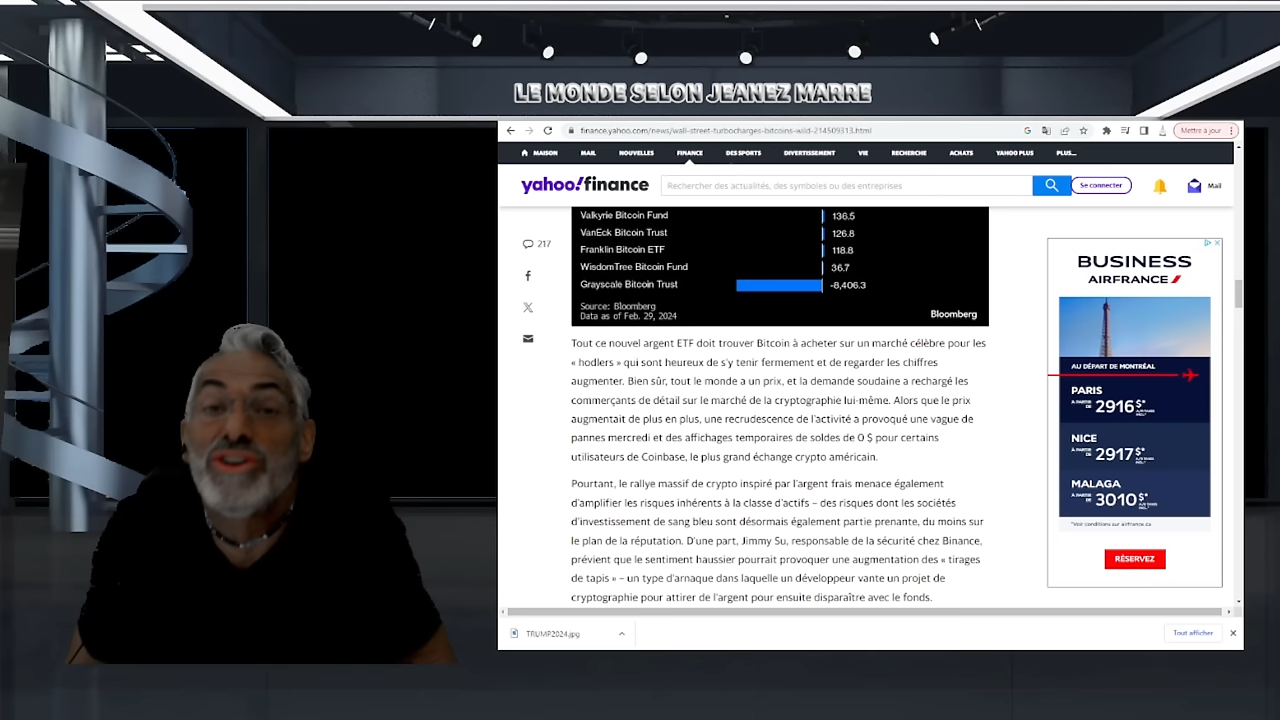 LE MONDE SELON JEANEZ MARRE
finance.yahoo.com/news/wall-street-turbocharges-bitcoins-wild-214509313.html
Mettre à jour
MAISON MAIL NOUVELLES FINANCE DES SPORTS DIVERTISSEMENT VIE RECHERCHE ACHATS YAHOO PLUS PLUS...
yahoo!finance
Rechercher des actualités, des symboles ou des entreprises
Se connecter
Mail
217
Valkyrie Bitcoin Fund 136.5
VanEck Bitcoin Trust 126.8
Franklin Bitcoin ETF 118.8
WisdomTree Bitcoin Fund 36.7
Grayscale Bitcoin Trust -8,406.3
Source: Bloomberg
Data as of Feb. 29, 2024
Bloomberg
Tout ce nouvel argent ETF doit trouver Bitcoin à acheter sur un marché célèbre pour les
« hodlers » qui sont heureux de s'y tenir fermement et de regarder les chiffres
augmenter. Bien sûr, tout le monde a un prix, et la demande soudaine a rechargé les
commerçants de détail sur le marché de la cryptographie lui-même. Alors que le prix
augmentait de plus en plus, une recrudescence de l'activité a provoqué une vague de
pannes mercredi et des affichages temporaires de soldes de 0 $ pour certains
utilisateurs de Coinbase, le plus grand échange crypto américain.
Pourtant, le rallye massif de crypto inspiré par l'argent frais menace également
d'amplifier les risques inhérents à la classe d'actifs – des risques dont les sociétés
d'investissement de sang bleu sont désormais également partie prenante, du moins sur
le plan de la réputation. D'une part, Jimmy Su, responsable de la sécurité chez Binance,
prévient que le sentiment haussier pourrait provoquer une augmentation des « tirages
de tapis » – un type d'arnaque dans laquelle un développeur vante un projet de
cryptographie pour attirer de l'argent pour ensuite disparaître avec le fonds.
BUSINESS
AIRFRANCE
AU DÉPART DE MONTRÉAL
PARIS
À PARTIR DE 2916 $*
NICE
À PARTIR DE 2917 $*
MALAGA
À PARTIR DE 3010 $*
*Voir conditions sur airfrance.ca
RÉSERVEZ
TRUMP2024.jpg
Tout afficher